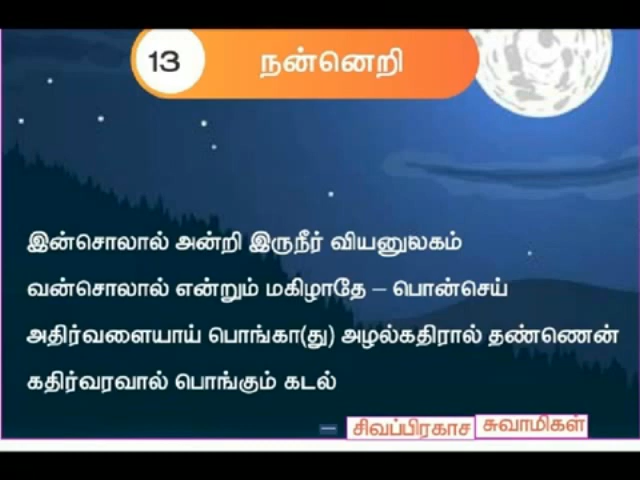 13 நன்னெறி
இன்சொலால் அன்றி இருநீர் வியனுலகம்
வன்சொலால் என்றும் மகிழாதே – பொன்செய்
அதிர்வளையாய் பொங்கா(து) அழல்கதிரால் தண்ணென்
கதிர்வரவால் பொங்கும் கடல்
– சிவப்பிரகாச சுவாமிகள்